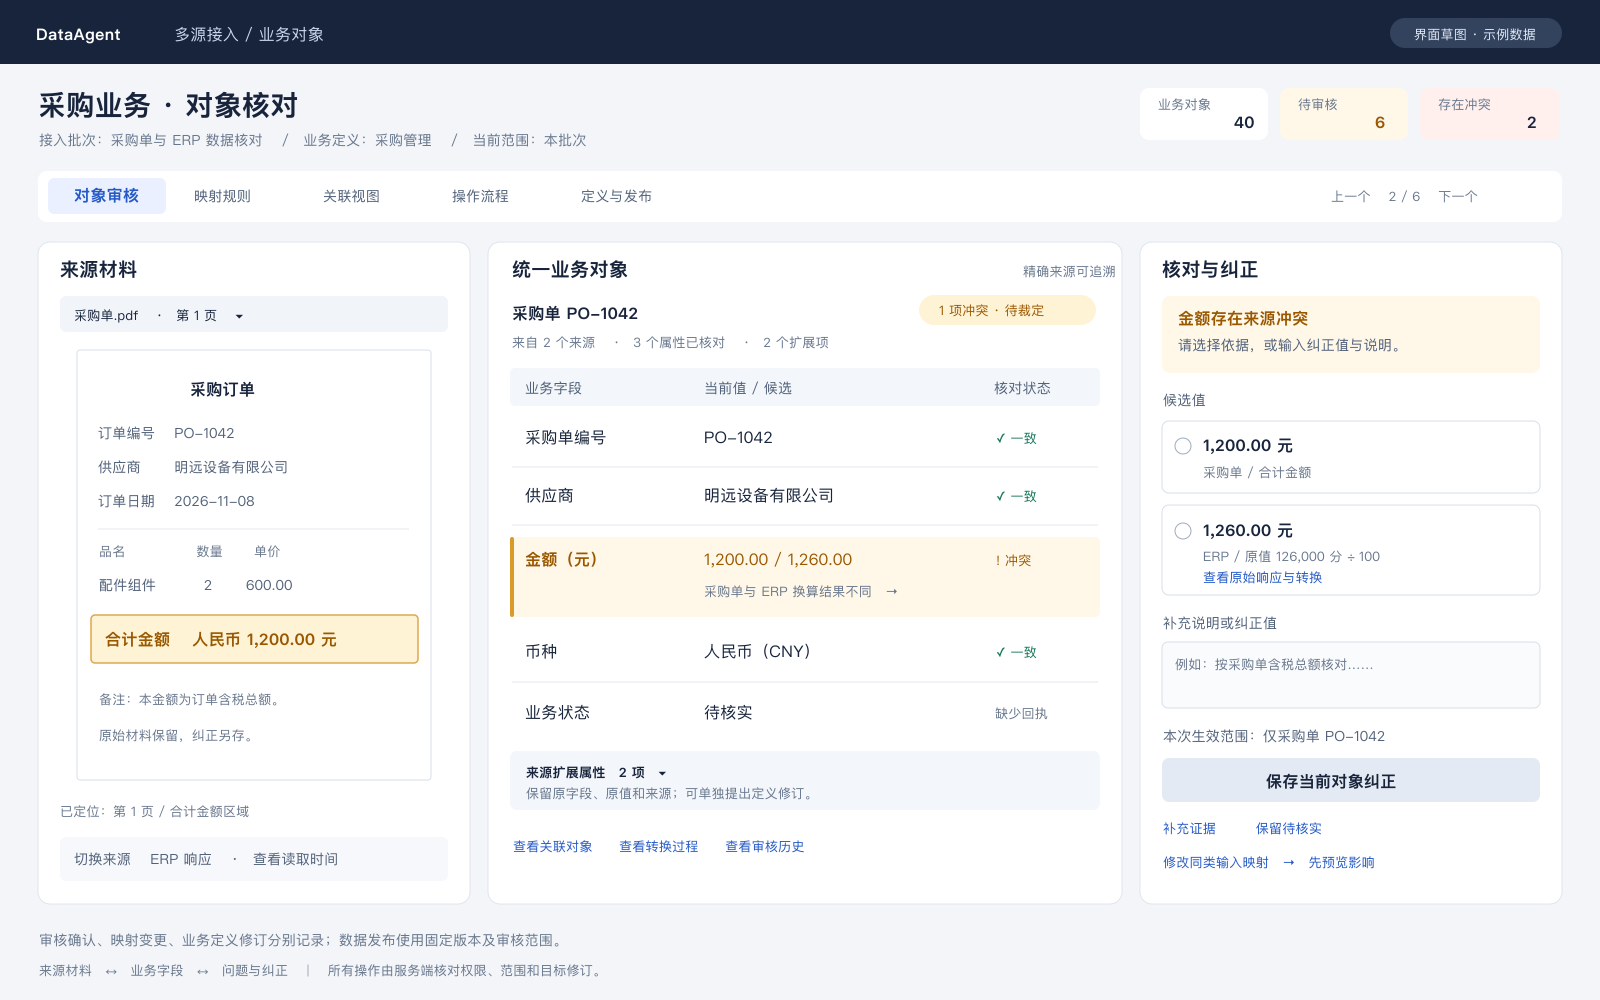 DataAgent
多源接入 / 业务对象
界面草图 · 示例数据
采购业务 · 对象核对
接入批次：采购单与 ERP 数据核对 / 业务定义：采购管理 / 当前范围：本批次
业务对象
40
待审核
6
存在冲突
2
对象审核
映射规则
关联视图
操作流程
定义与发布
上一个 2 / 6 下一个
来源材料
采购单.pdf · 第 1 页
采购订单
订单编号 PO-1042
供应商 明远设备有限公司
订单日期 2026-11-08
品名 数量 单价
配件组件 2 600.00
合计金额 人民币 1,200.00 元
备注：本金额为订单含税总额。
原始材料保留，纠正另存。
已定位：第 1 页 / 合计金额区域
切换来源 ERP 响应 · 查看读取时间
统一业务对象
精确来源可追溯
采购单 PO-1042
1 项冲突 · 待裁定
来自 2 个来源 · 3 个属性已核对 · 2 个扩展项
业务字段 当前值 / 候选 核对状态
采购单编号 PO-1042 ✓ 一致
供应商 明远设备有限公司 ✓ 一致
金额（元） 1,200.00 / 1,260.00 ! 冲突
采购单与 ERP 换算结果不同 →
币种 人民币（CNY） ✓ 一致
业务状态 待核实 缺少回执
来源扩展属性 2 项
保留原字段、原值和来源；可单独提出定义修订。
查看关联对象 查看转换过程 查看审核历史
核对与纠正
金额存在来源冲突
请选择依据，或输入纠正值与说明。
候选值
1,200.00 元
采购单 / 合计金额
1,260.00 元
ERP / 原值 126,000 分 ÷ 100
查看原始响应与转换
补充说明或纠正值
例如：按采购单含税总额核对……
本次生效范围：仅采购单 PO-1042
保存当前对象纠正
补充证据 保留待核实
修改同类输入映射 → 先预览影响
审核确认、映射变更、业务定义修订分别记录；数据发布使用固定版本及审核范围。
来源材料 ↔ 业务字段 ↔ 问题与纠正 | 所有操作由服务端核对权限、范围和目标修订。